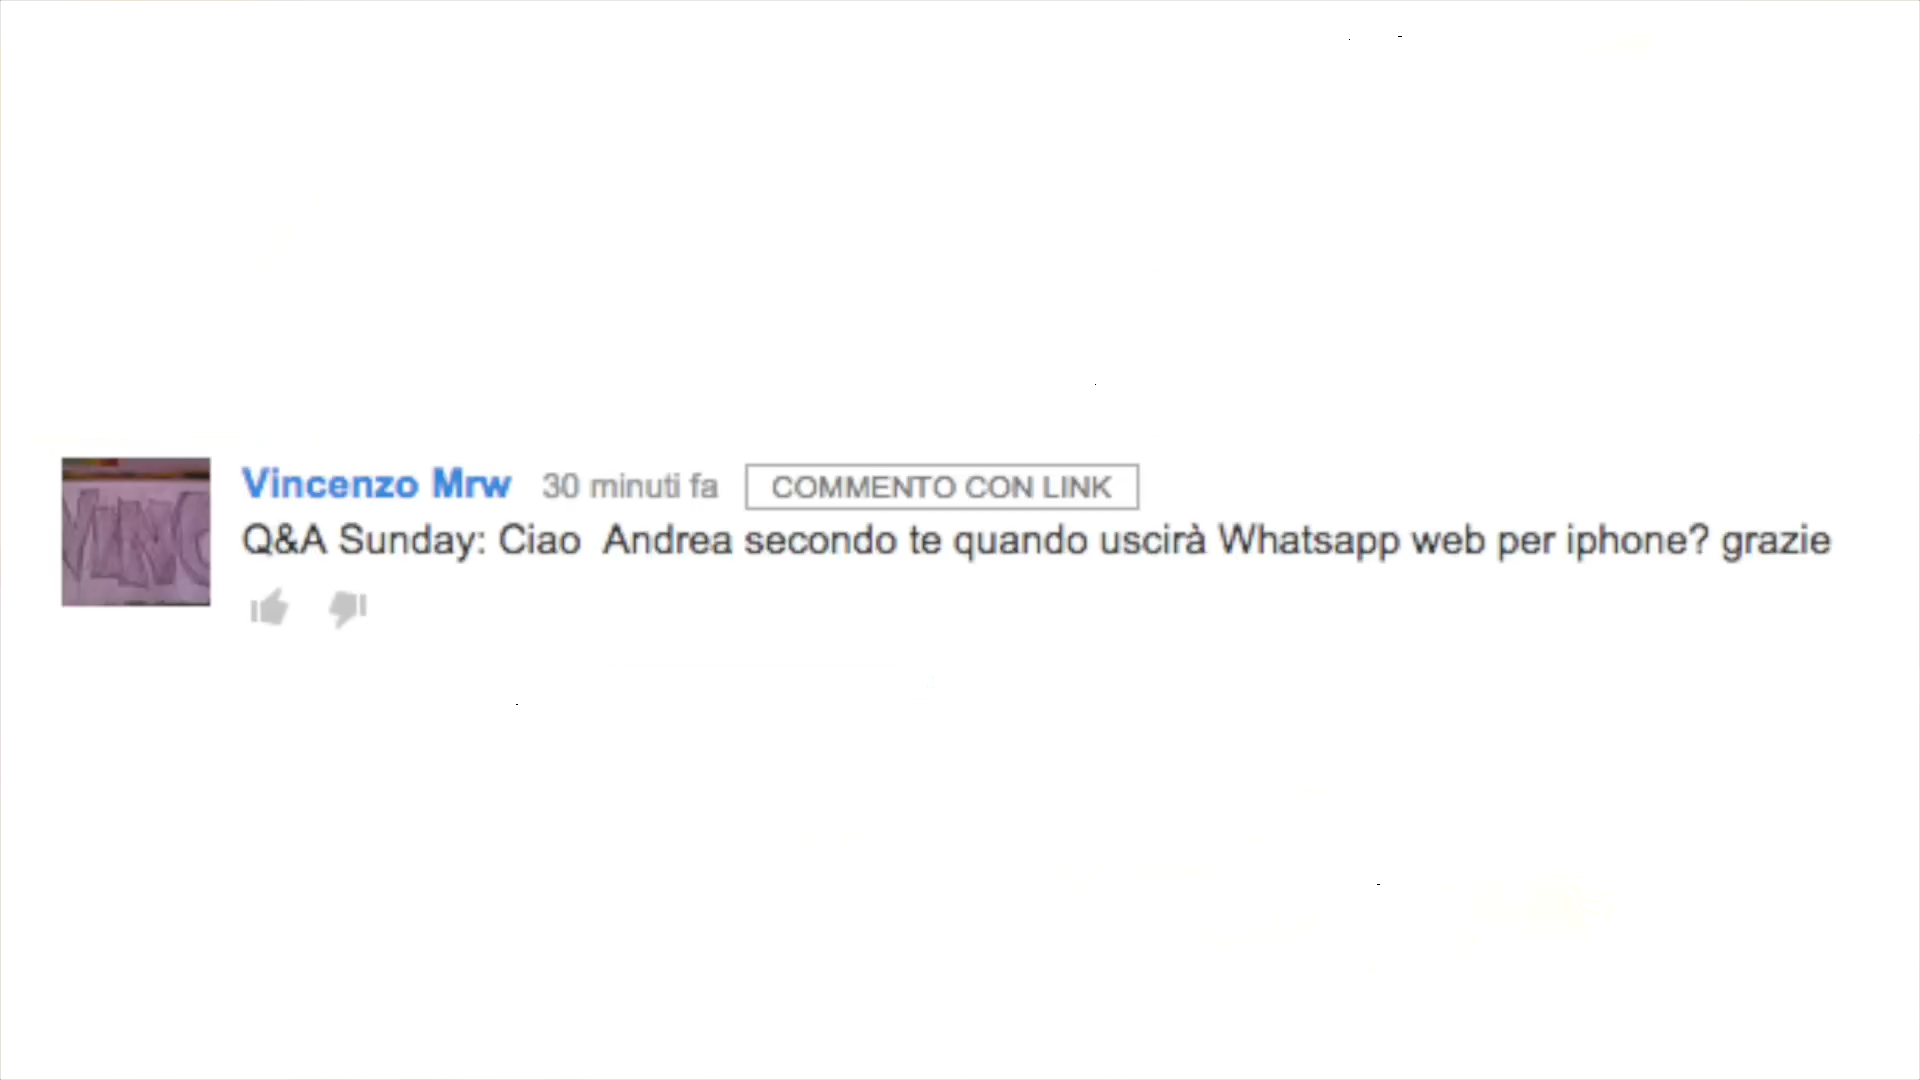 Vincenzo Mrw 30 minuti fa COMMENTO CON LINK
Q&A Sunday: Ciao  Andrea secondo te quando uscirà Whatsapp web per iphone? grazie